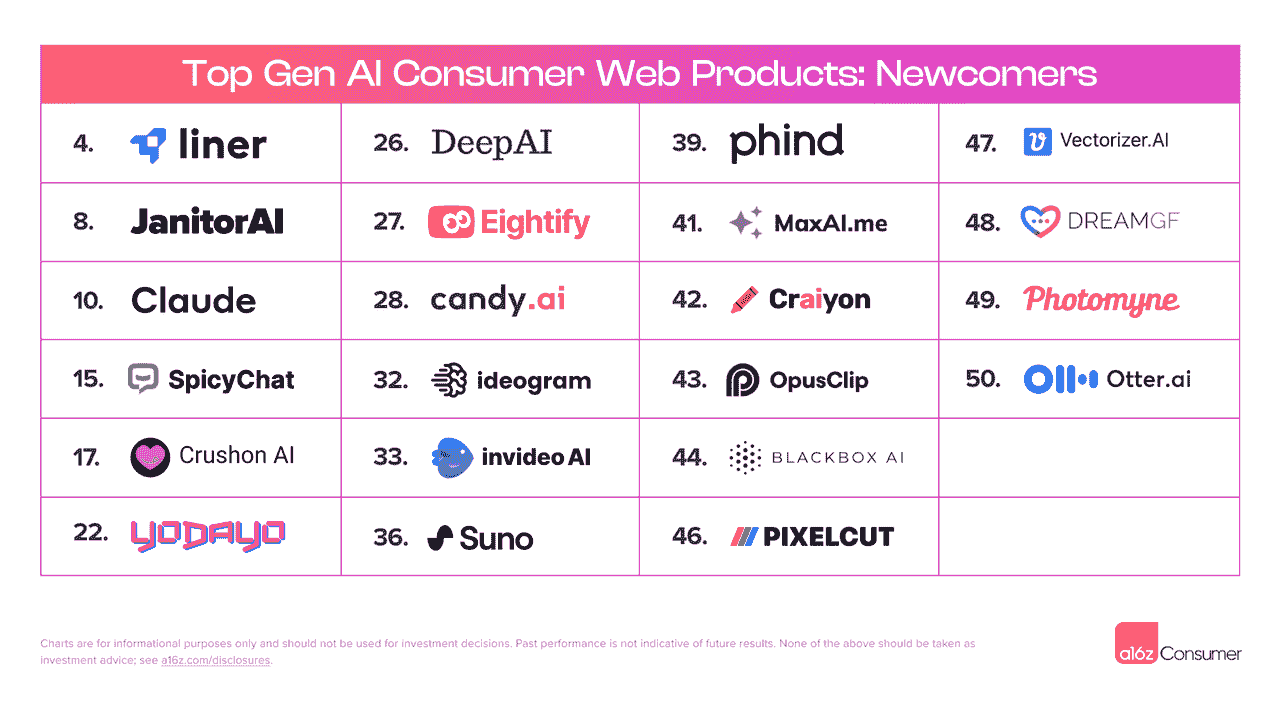 Top Gen AI Consumer Web Products: Newcomers
4. liner
8. JanitorAI
10. Claude
15. SpicyChat
17. Crushon AI
22. YODAYO
26. DeepAI
27. Eightify
28. candy.ai
32. ideogram
33. invideo AI
36. Suno
39. phind
41. MaxAI.me
42. Craiyon
43. OpusClip
44. BLACKBOX AI
46. PIXELCUT
47. Vectorizer.AI
48. DREAMGF
49. Photomyne
50. Otter.ai
Charts are for informational purposes only and should not be used for investment decisions. Past performance is not indicative of future results. None of the above should be taken as
investment advice; see a16z.com/disclosures.
a16z Consumer